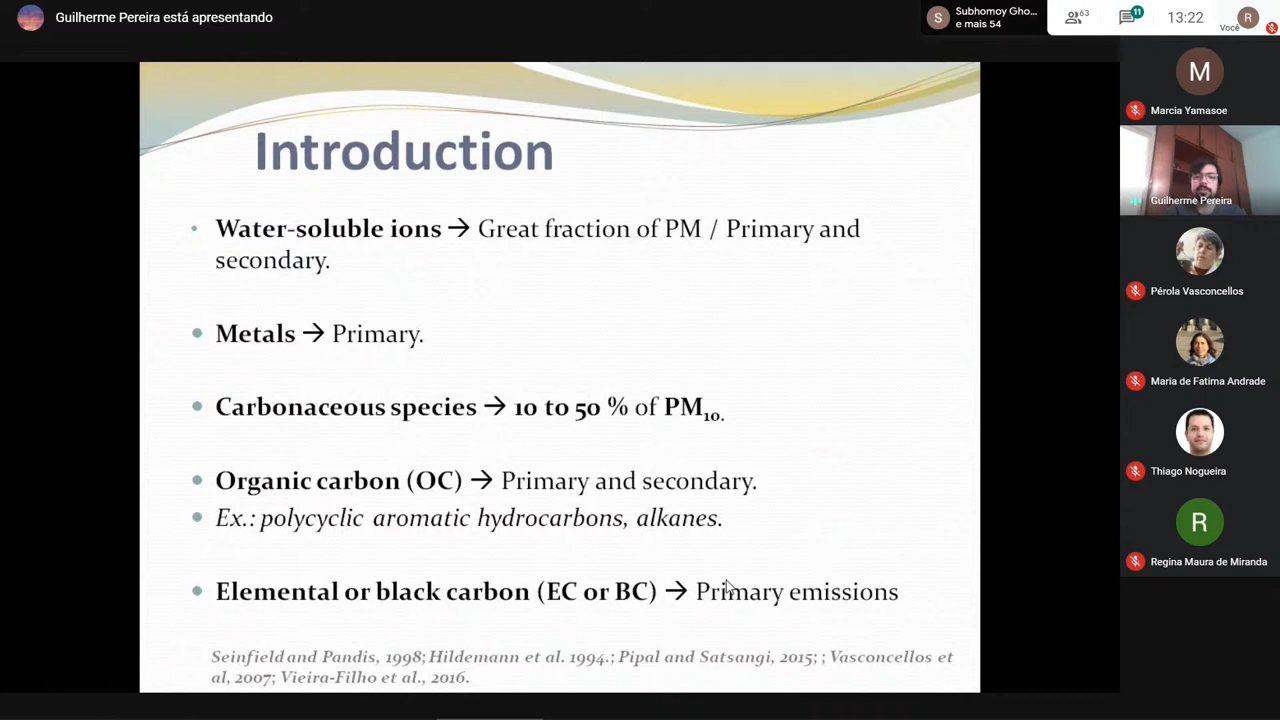 Guilherme Pereira está apresentando
S
Subhomoy Gho...
e mais 54
63
11
13:22
Você
R
Introduction
• Water-soluble ions → Great fraction of PM / Primary and
secondary.
• Metals → Primary.
• Carbonaceous species → 10 to 50 % of PM10.
• Organic carbon (OC) → Primary and secondary.
• Ex.: polycyclic aromatic hydrocarbons, alkanes.
• Elemental or black carbon (EC or BC) → Primary emissions
Seinfield and Pandis, 1998; Hildemann et al. 1994.; Pipal and Satsangi, 2015; ; Vasconcellos et
al, 2007; Vieira-Filho et al., 2016.
M
Marcia Yamasoe
Guilherme Pereira
Pérola Vasconcellos
Maria de Fatima Andrade
Thiago Nogueira
R
Regina Maura de Miranda